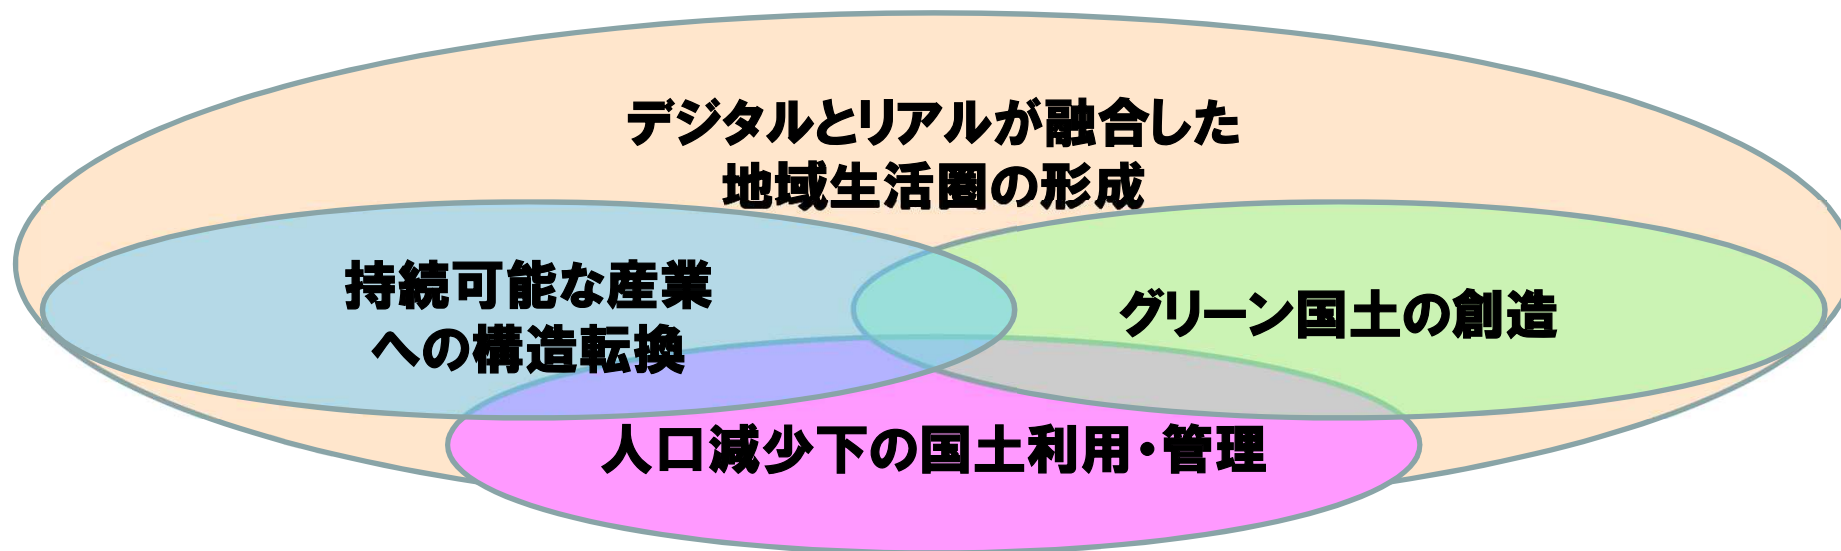 デジタルとリアルが融合した
地域生活圏の形成
持続可能な産業
への構造転換
グリーン国土の創造
人口減少下の国土利用・管理